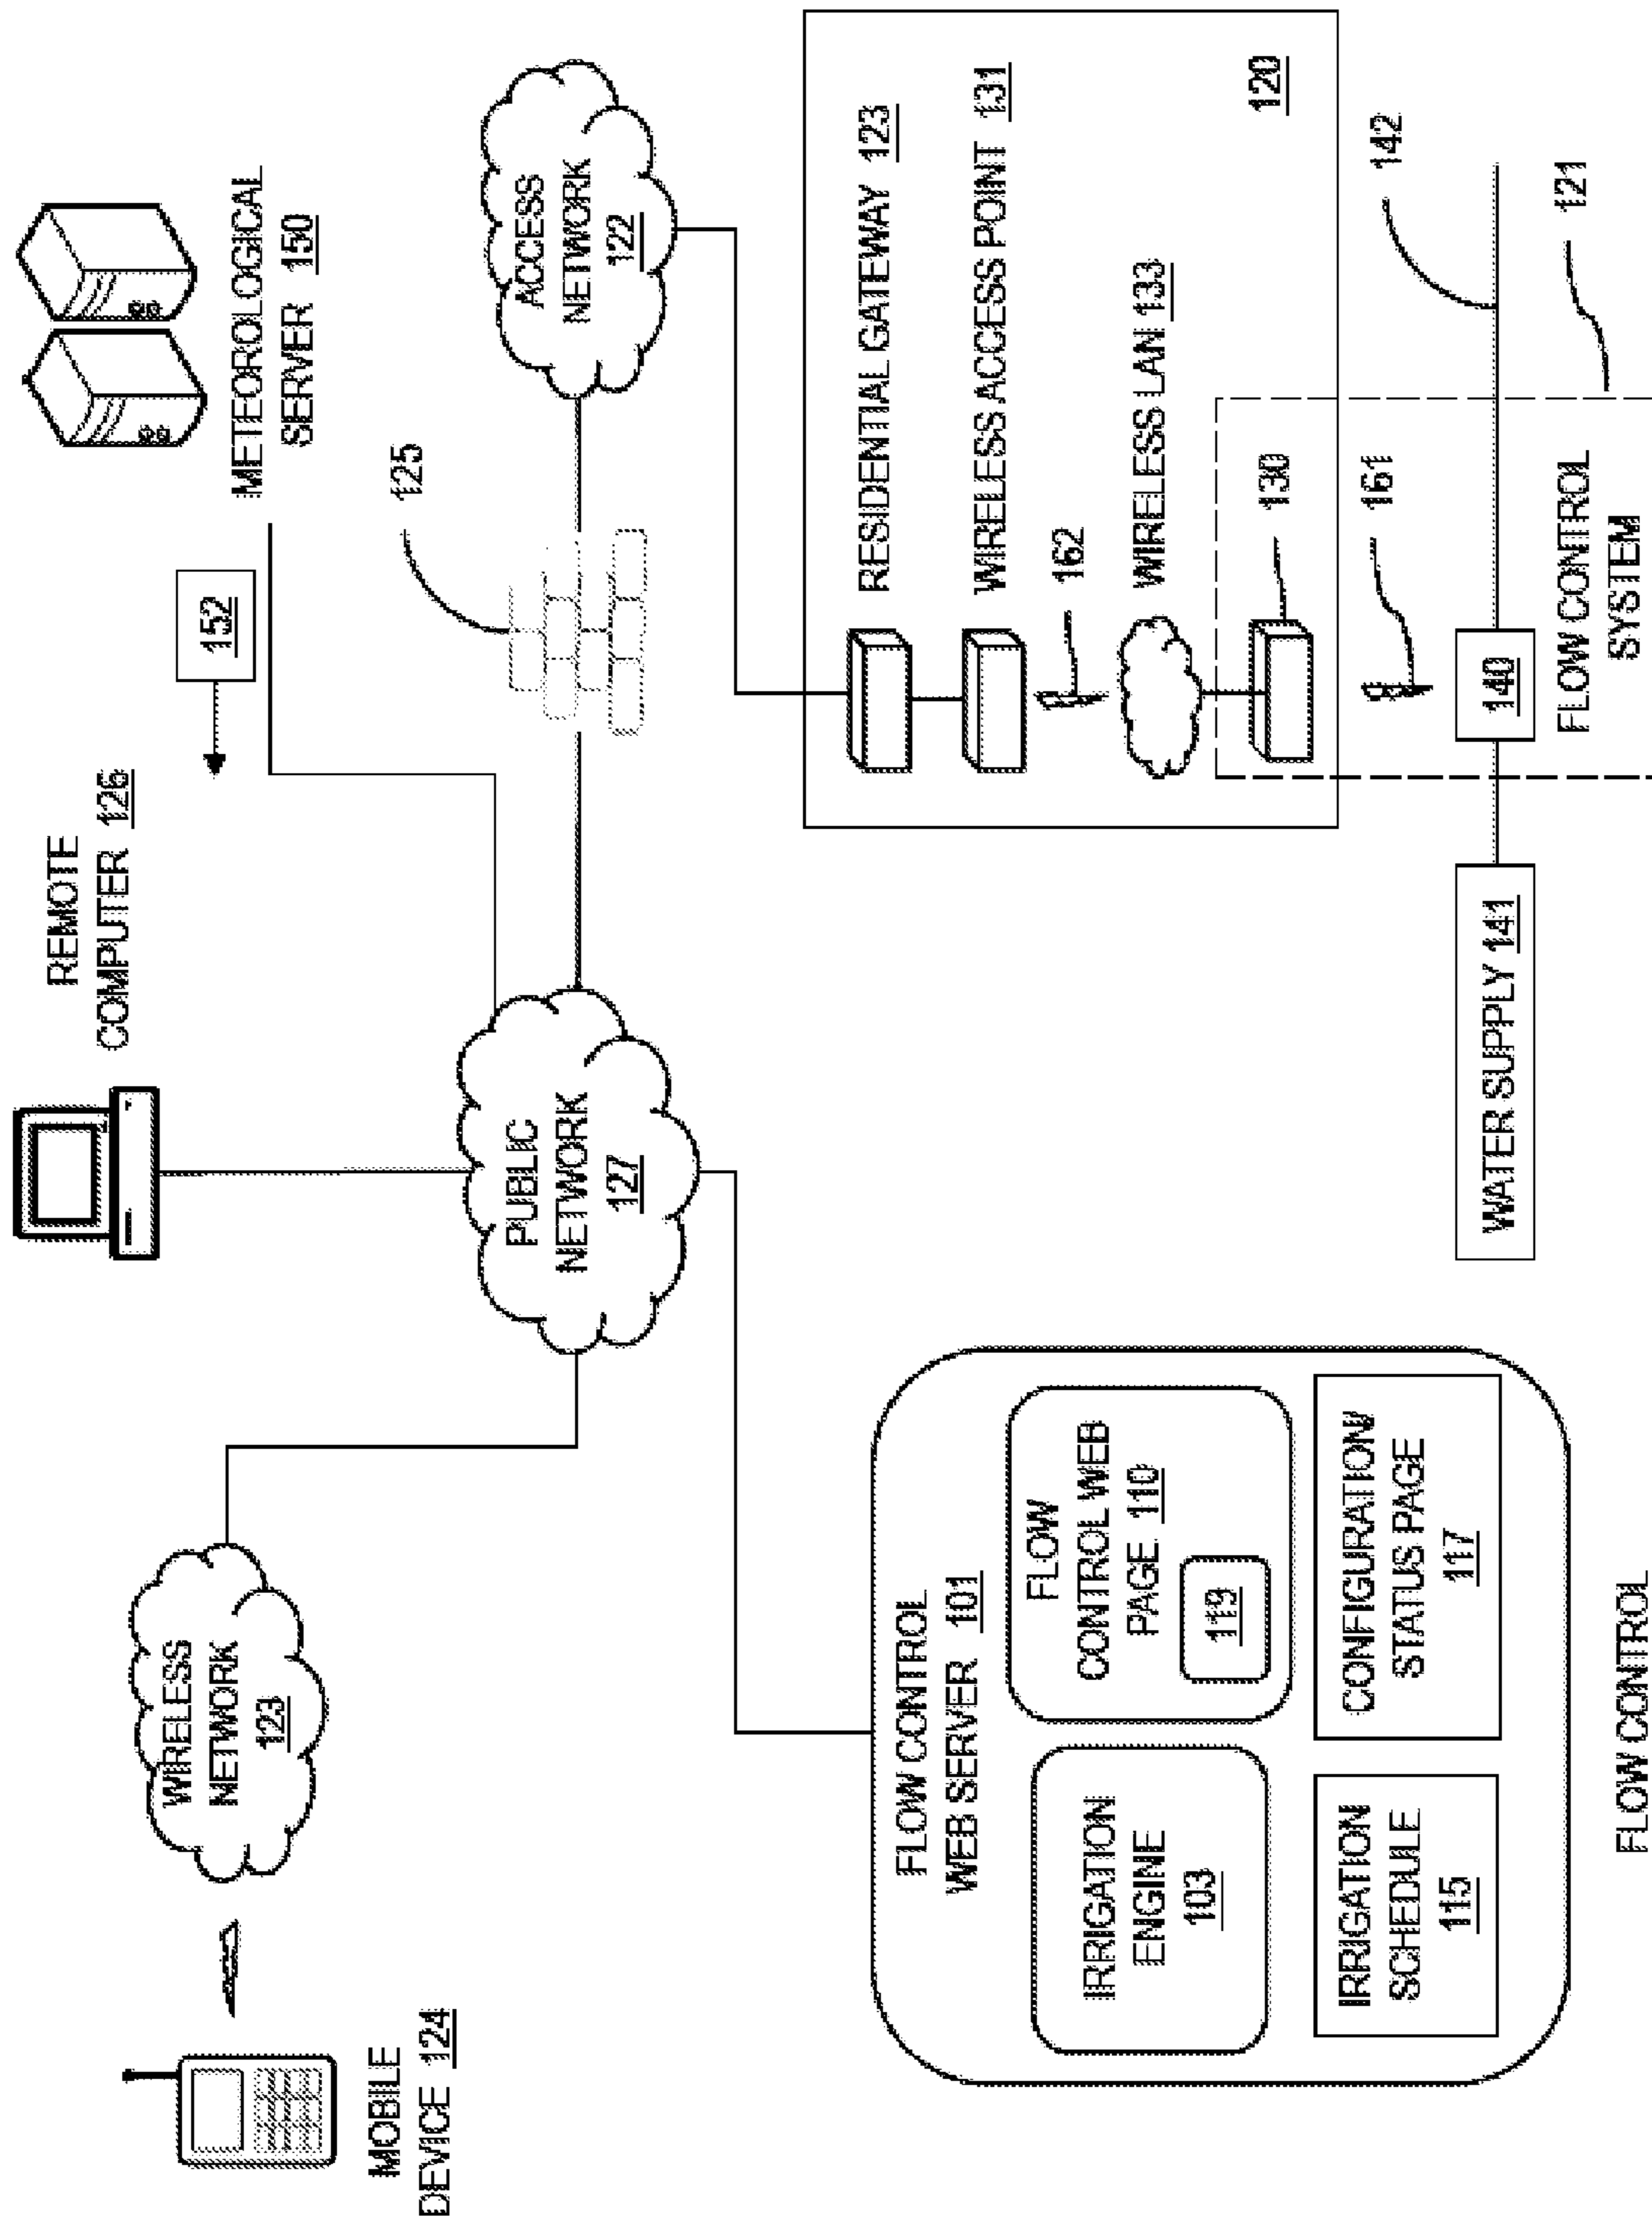 MOBILE
DEVICE 124
WIRELESS
NETWORK
123
REMOTE
COMPUTER 126
152
METEOROLOGICAL
SERVER 150
125
PUBLIC
NETWORK
127
ACCESS
NETWORK
122
FLOW CONTROL
WEB SERVER 101
IRRIGATION
ENGINE
103
FLOW
CONTROL WEB
PAGE 110
119
IRRIGATION
SCHEDULE
115
CONFIGURATION/
STATUS PAGE
117
FLOW CONTROL
RESIDENTIAL GATEWAY 123
WIRELESS ACCESS POINT 131
162
WIRELESS LAN 133
130
120
161
142
WATER SUPPLY 141
140
121
FLOW CONTROL
SYSTEM